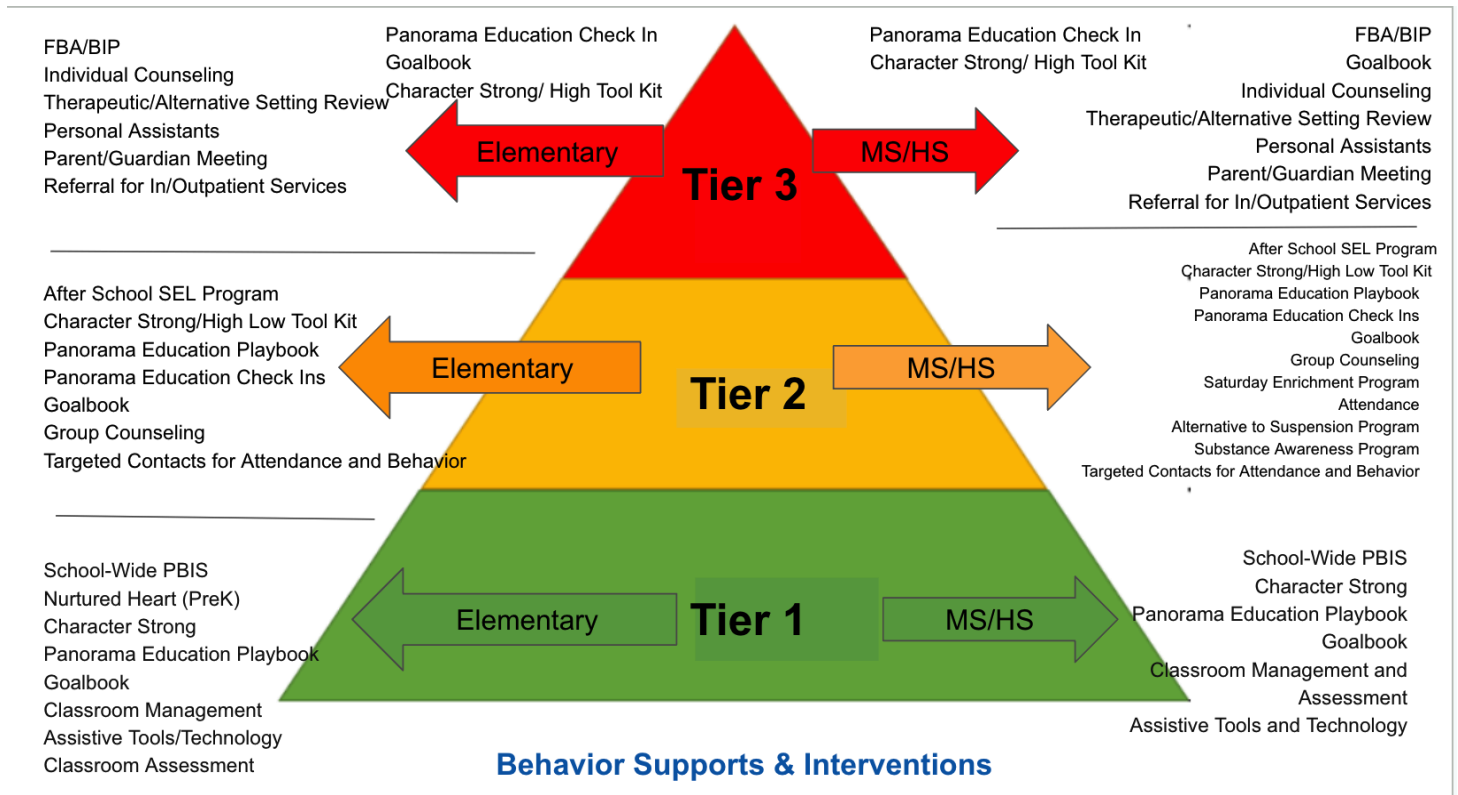 FBA/BIP
Individual Counseling
Therapeutic/Alternative Setting Review
Personal Assistants
Parent/Guardian Meeting
Referral for In/Outpatient Services
Panorama Education Check In
Goalbook
Character Strong/ High Tool Kit
Elementary
Tier 3
MS/HS
Panorama Education Check In
Character Strong/ High Tool Kit
FBA/BIP
Goalbook
Individual Counseling
Therapeutic/Alternative Setting Review
Personal Assistants
Parent/Guardian Meeting
Referral for In/Outpatient Services
After School SEL Program
Character Strong/High Low Tool Kit
Panorama Education Playbook
Panorama Education Check Ins
Goalbook
Group Counseling
Targeted Contacts for Attendance and Behavior
Elementary
Tier 2
MS/HS
After School SEL Program
Character Strong/High Low Tool Kit
Panorama Education Playbook
Panorama Education Check Ins
Goalbook
Group Counseling
Saturday Enrichment Program
Attendance
Alternative to Suspension Program
Substance Awareness Program
Targeted Contacts for Attendance and Behavior
School-Wide PBIS
Nurtured Heart (PreK)
Character Strong
Panorama Education Playbook
Goalbook
Classroom Management
Assistive Tools/Technology
Classroom Assessment
Elementary
Tier 1
MS/HS
School-Wide PBIS
Character Strong
Panorama Education Playbook
Goalbook
Classroom Management and
Assessment
Assistive Tools and Technology
Behavior Supports & Interventions